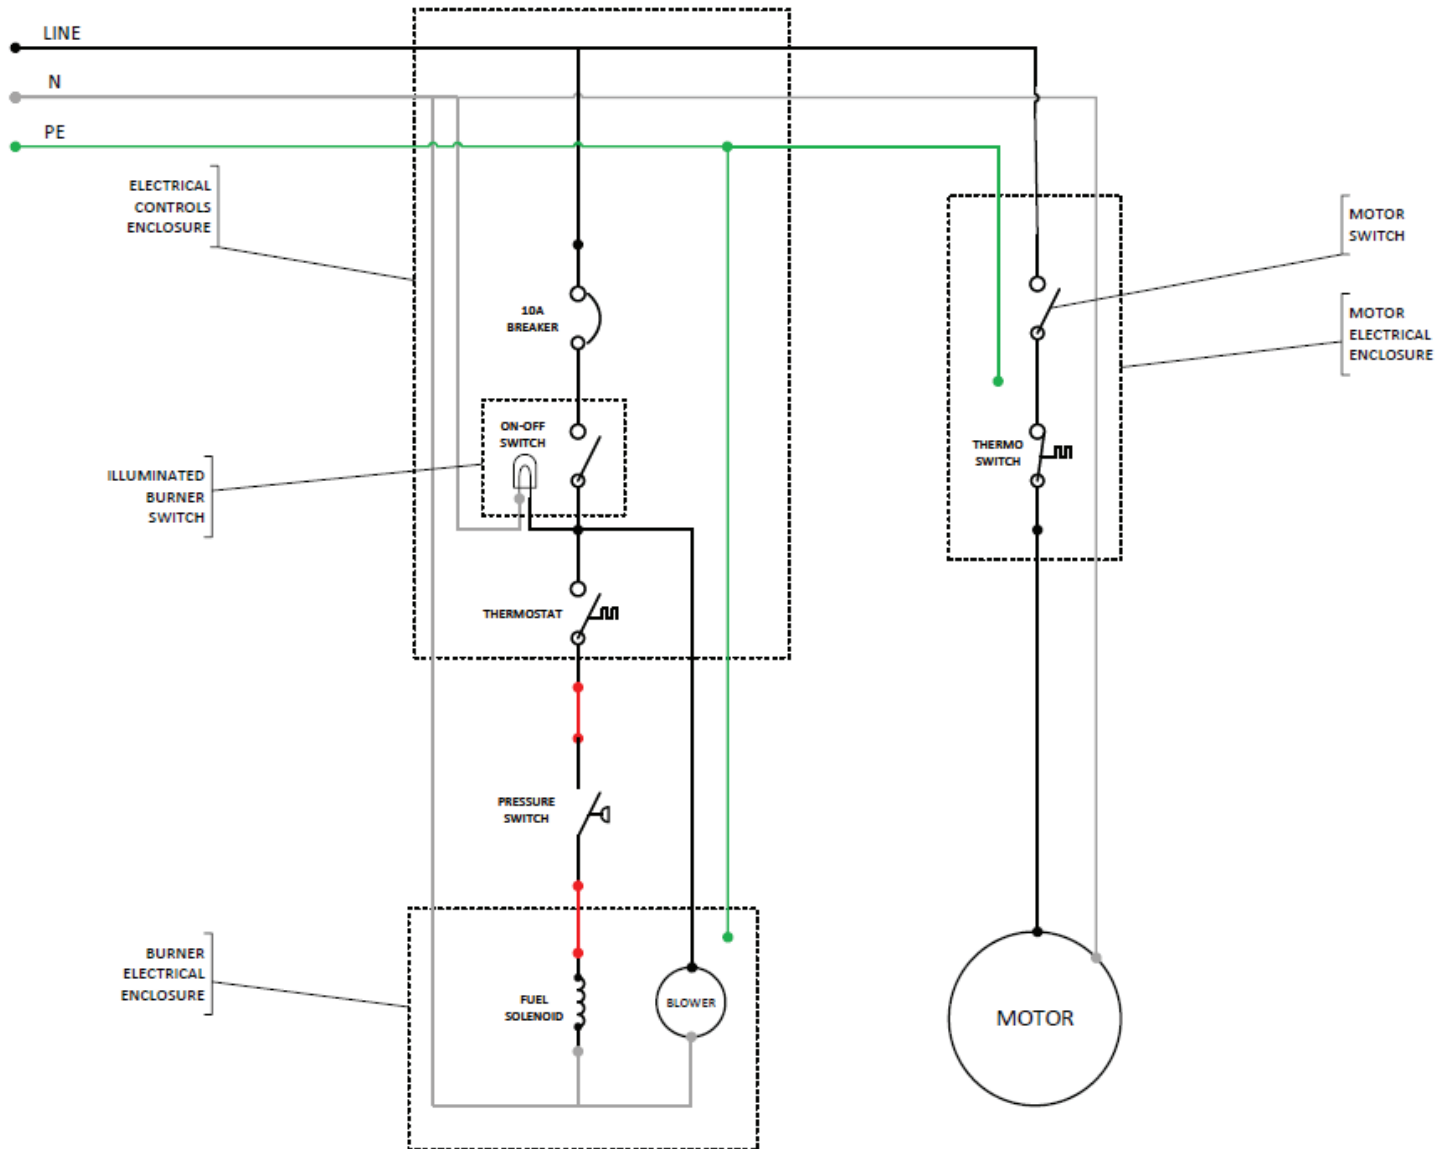 LINE
N
PE
ELECTRICAL
CONTROLS
ENCLOSURE
MOTOR
SWITCH
MOTOR
ELECTRICAL
ENCLOSURE
10A
BREAKER
ON-OFF
SWITCH
THERMO
SWITCH
ILLUMINATED
BURNER
SWITCH
THERMOSTAT
PRESSURE
SWITCH
BURNER
ELECTRICAL
ENCLOSURE
FUEL
SOLENOID
BLOWER
MOTOR